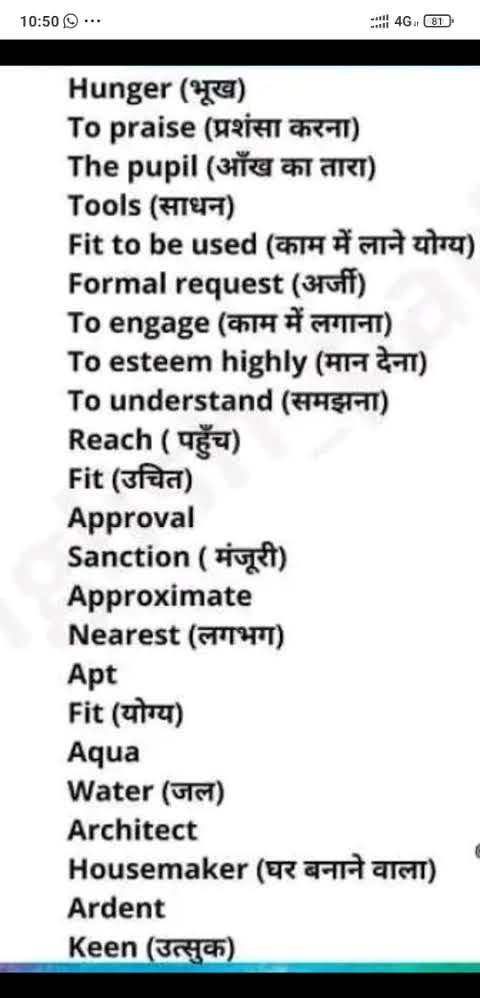 10:50
4G 81
Hunger (भूख)
To praise (प्रशंसा करना)
The pupil (आँख का तारा)
Tools (साधन)
Fit to be used (काम में लाने योग्य)
Formal request (अर्जी)
To engage (काम में लगाना)
To esteem highly (मान देना)
To understand (समझना)
Reach ( पहुँच)
Fit (उचित)
Approval
Sanction ( मंजूरी)
Approximate
Nearest (लगभग)
Apt
Fit (योग्य)
Aqua
Water (जल)
Architect
Housemaker (घर बनाने वाला)
Ardent
Keen (उत्सुक)